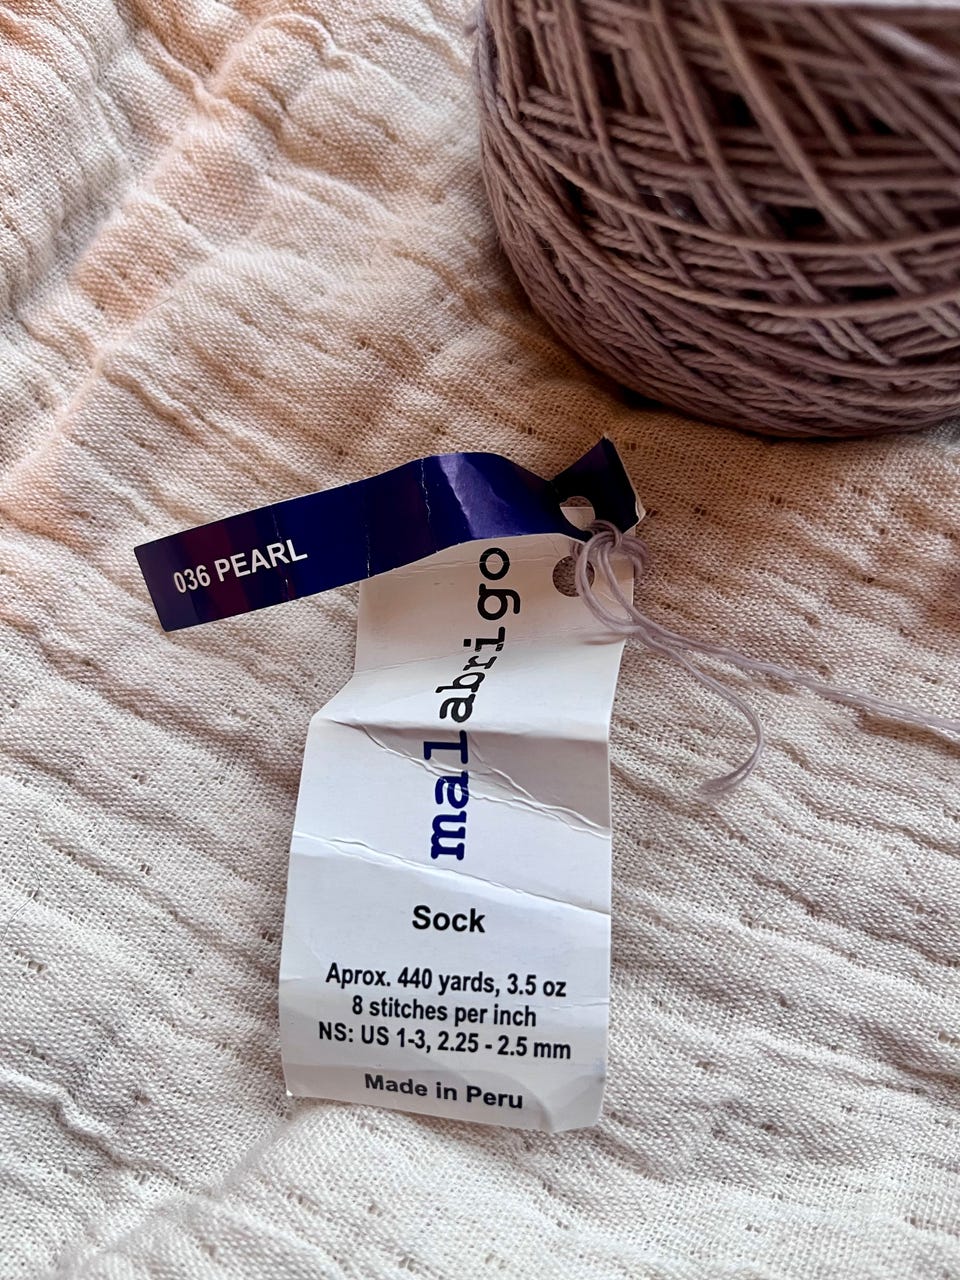 036 PEARL
malabrigo
Sock
Aprox. 440 yards, 3.5 oz
8 stitches per inch
NS: US 1-3, 2.25 - 2.5 mm
Made in Peru